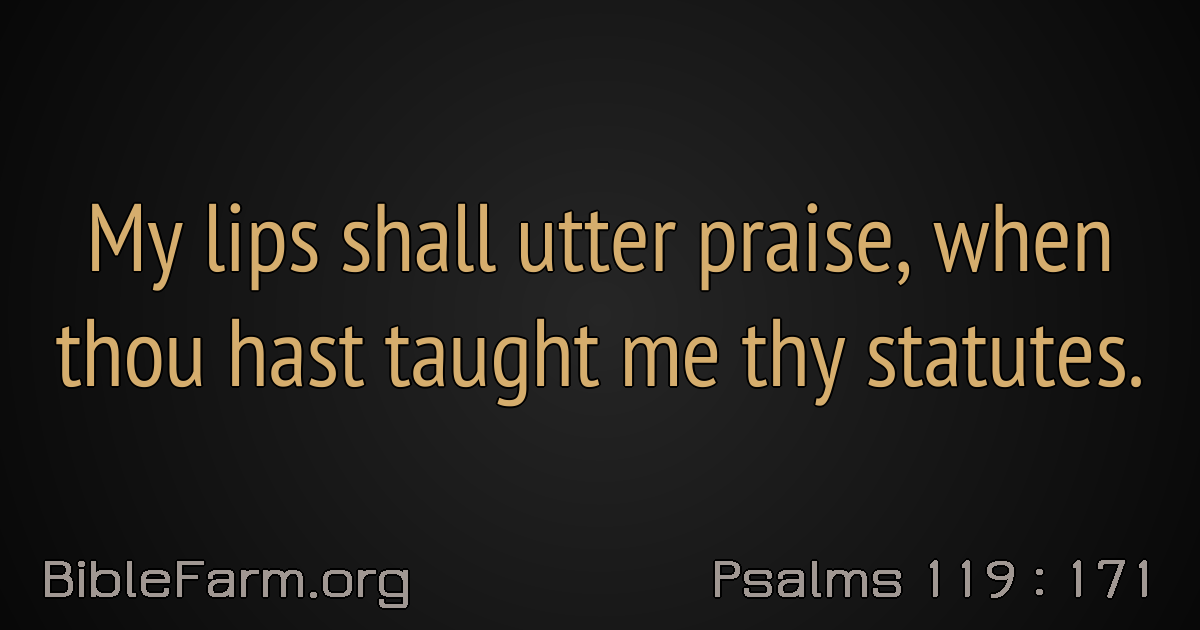 My lips shall utter praise, when
thou hast taught me thy statutes.
BibleFarm.org
Psalms 119 : 171